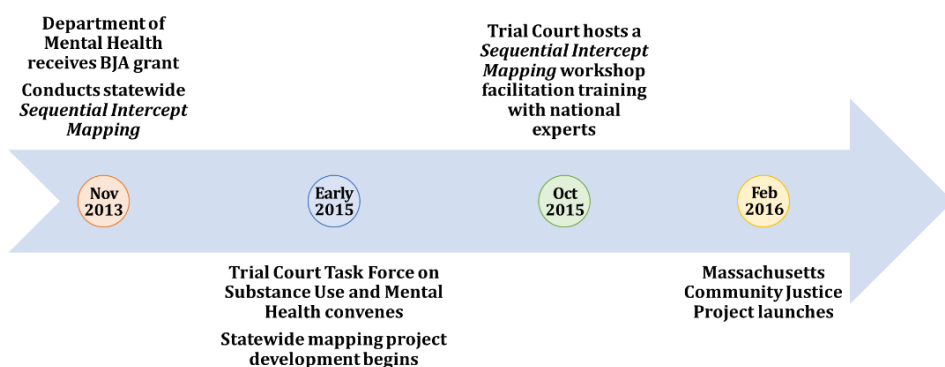 Department of
Mental Health
receives BJA grant
Conducts statewide
Sequential Intercept
Mapping
Trial Court hosts a
Sequential Intercept
Mapping workshop
facilitation training
with national
experts
Nov
2013
Early
2015
Oct
2015
Feb
2016
Trial Court Task Force on
Substance Use and Mental
Health convenes
Statewide mapping project
development begins
Massachusetts
Community Justice
Project launches